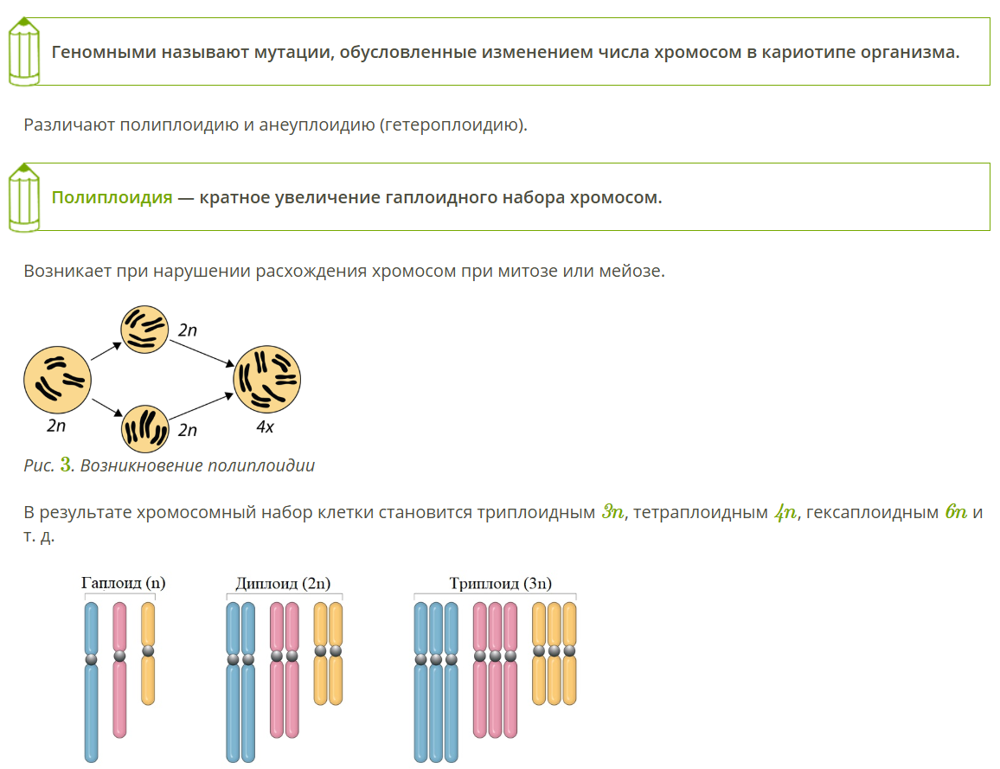 Геномными называют мутации, обусловленные изменением числа хромосом в кариотипе организма.
Различают полиплоидию и анеуплоидию (гетероплоидию).
Полиплоидия — кратное увеличение гаплоидного набора хромосом.
Возникает при нарушении расхождения хромосом при митозе или мейозе.
2n
2n
2n
4x
Рис. 3. Возникновение полиплоидии
В результате хромосомный набор клетки становится триплоидным 3n, тетраплоидным 4n, гексаплоидным 6n и
т. д.
Гаплоид (n) Диплоид (2n) Триплоид (3n)